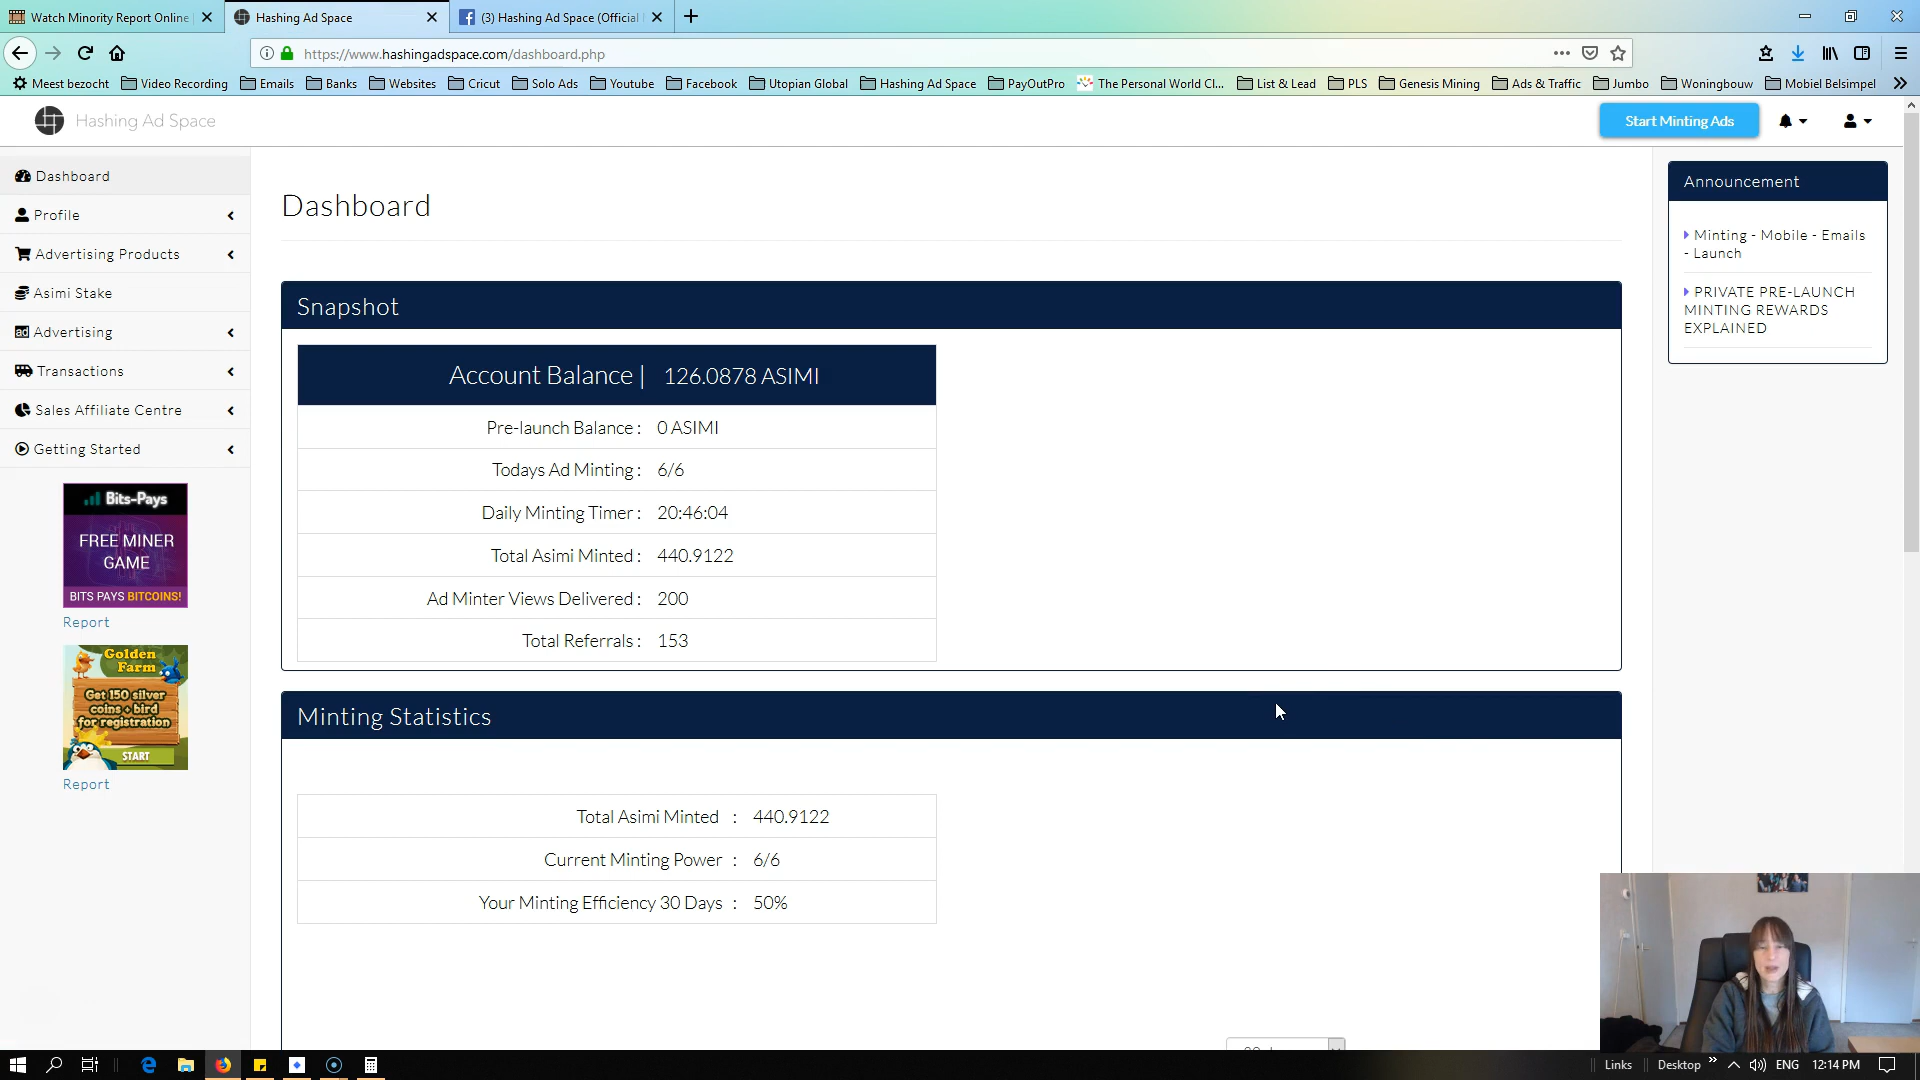 Watch Minority Report Online
Hashing Ad Space
(3) Hashing Ad Space (Official
https://www.hashingadspace.com/dashboard.php
Meest bezocht Video Recording Emails Banks Websites Cricut Solo Ads Youtube Facebook Utopian Global Hashing Ad Space PayOutPro The Personal World Cl... List & Lead PLS Genesis Mining Ads & Traffic Jumbo Woningbouw Mobiel Belsimpel
Hashing Ad Space
Start Minting Ads
Dashboard
Profile
Advertising Products
Asimi Stake
ad Advertising
Transactions
Sales Affiliate Centre
Getting Started
Bits-Pays
FREE MINER
GAME
BITS PAYS BITCOINS!
Report
Golden
Farm
Get 150 silver
coins + bird
for registration
START
Report
Dashboard
Snapshot
Account Balance | 126.0878 ASIMI
Pre-launch Balance : 0 ASIMI
Todays Ad Minting : 6/6
Daily Minting Timer : 20:46:04
Total Asimi Minted : 440.9122
Ad Minter Views Delivered : 200
Total Referrals : 153
Minting Statistics
Total Asimi Minted : 440.9122
Current Minting Power : 6/6
Your Minting Efficiency 30 Days : 50%
Announcement
Minting - Mobile - Emails
- Launch
PRIVATE PRE-LAUNCH
MINTING REWARDS
EXPLAINED
Links
Desktop
ENG
12:14 PM